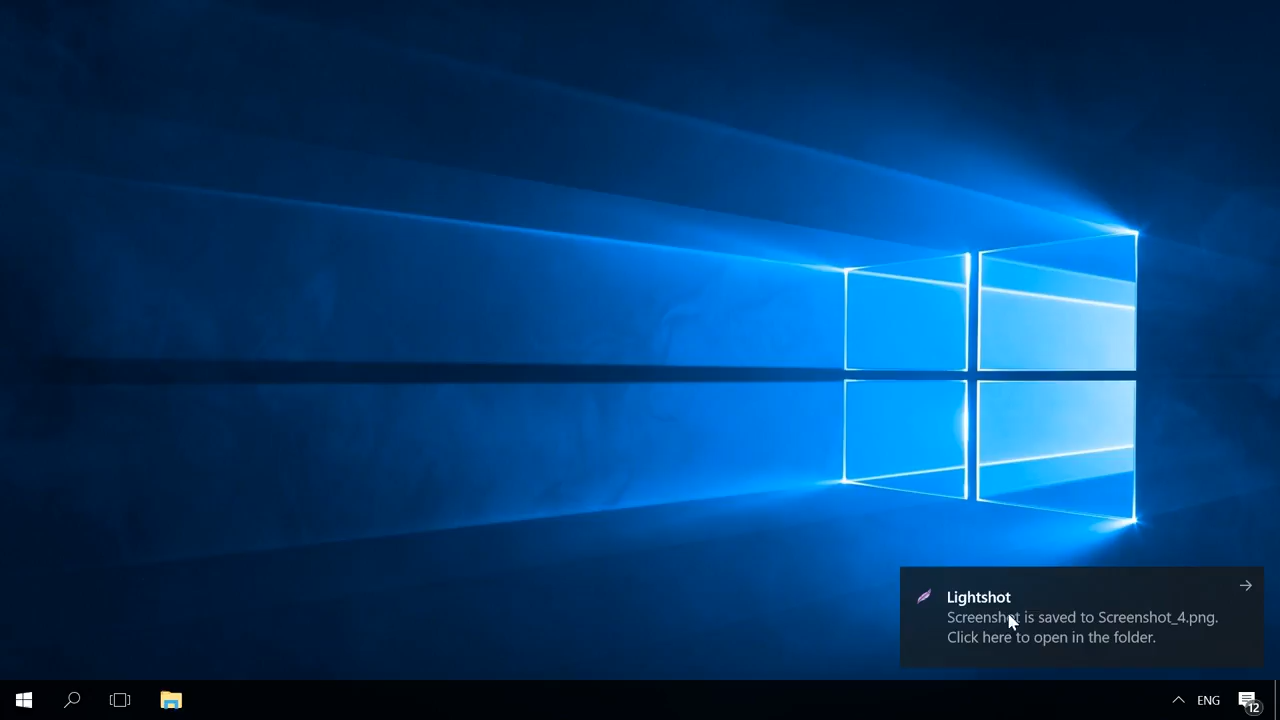 Lightshot
Screenshot is saved to Screenshot_4.png.
Click here to open in the folder.
ENG
12